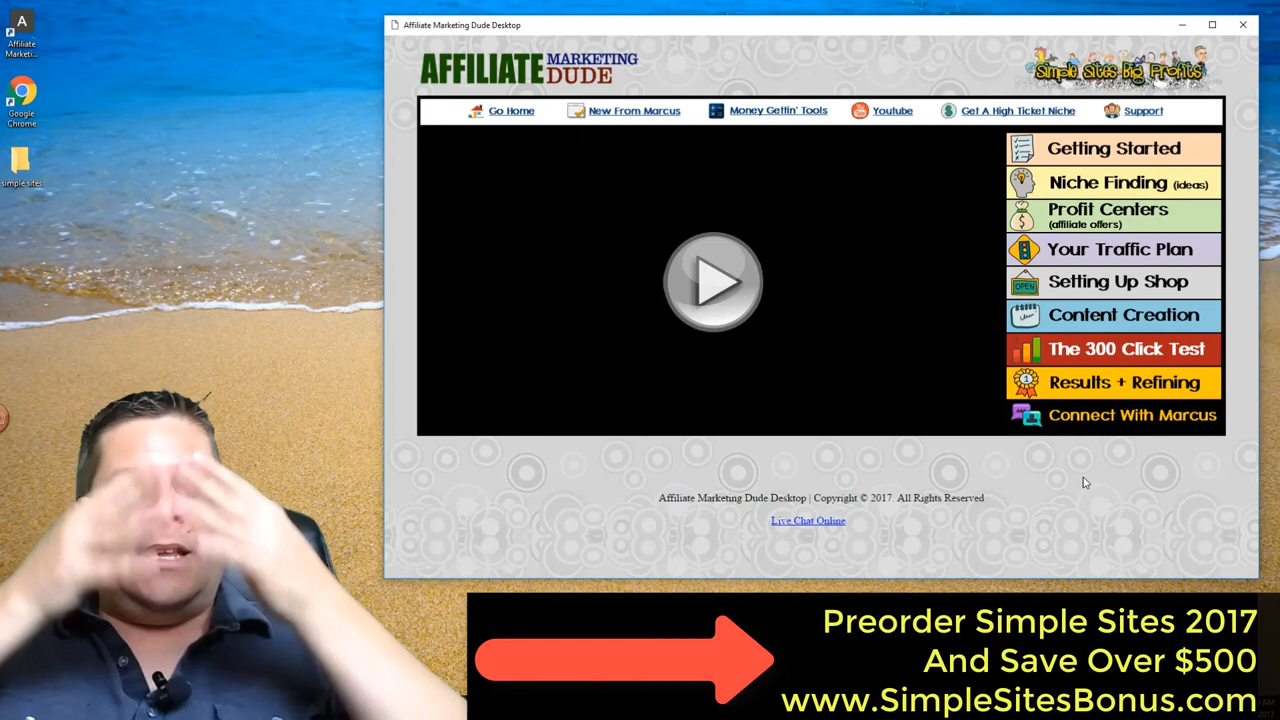 A
Affiliate
Marketi...
Google
Chrome
simple sites
Affiliate Marketing Dude Desktop
AFFILIATE MARKETING DUDE
Simple Sites Big Profits
Go Home
New From Marcus
Money Gettin' Tools
Youtube
Get A High Ticket Niche
Support
Getting Started
Niche Finding (ideas)
Profit Centers
(affiliate offers)
Your Traffic Plan
OPEN
Setting Up Shop
Content Creation
The 300 Click Test
1
Results + Refining
Connect With Marcus
Affiliate Marketing Dude Desktop | Copyright © 2017. All Rights Reserved
Live Chat Online
Preorder Simple Sites 2017
And Save Over $500
www.SimpleSitesBonus.com